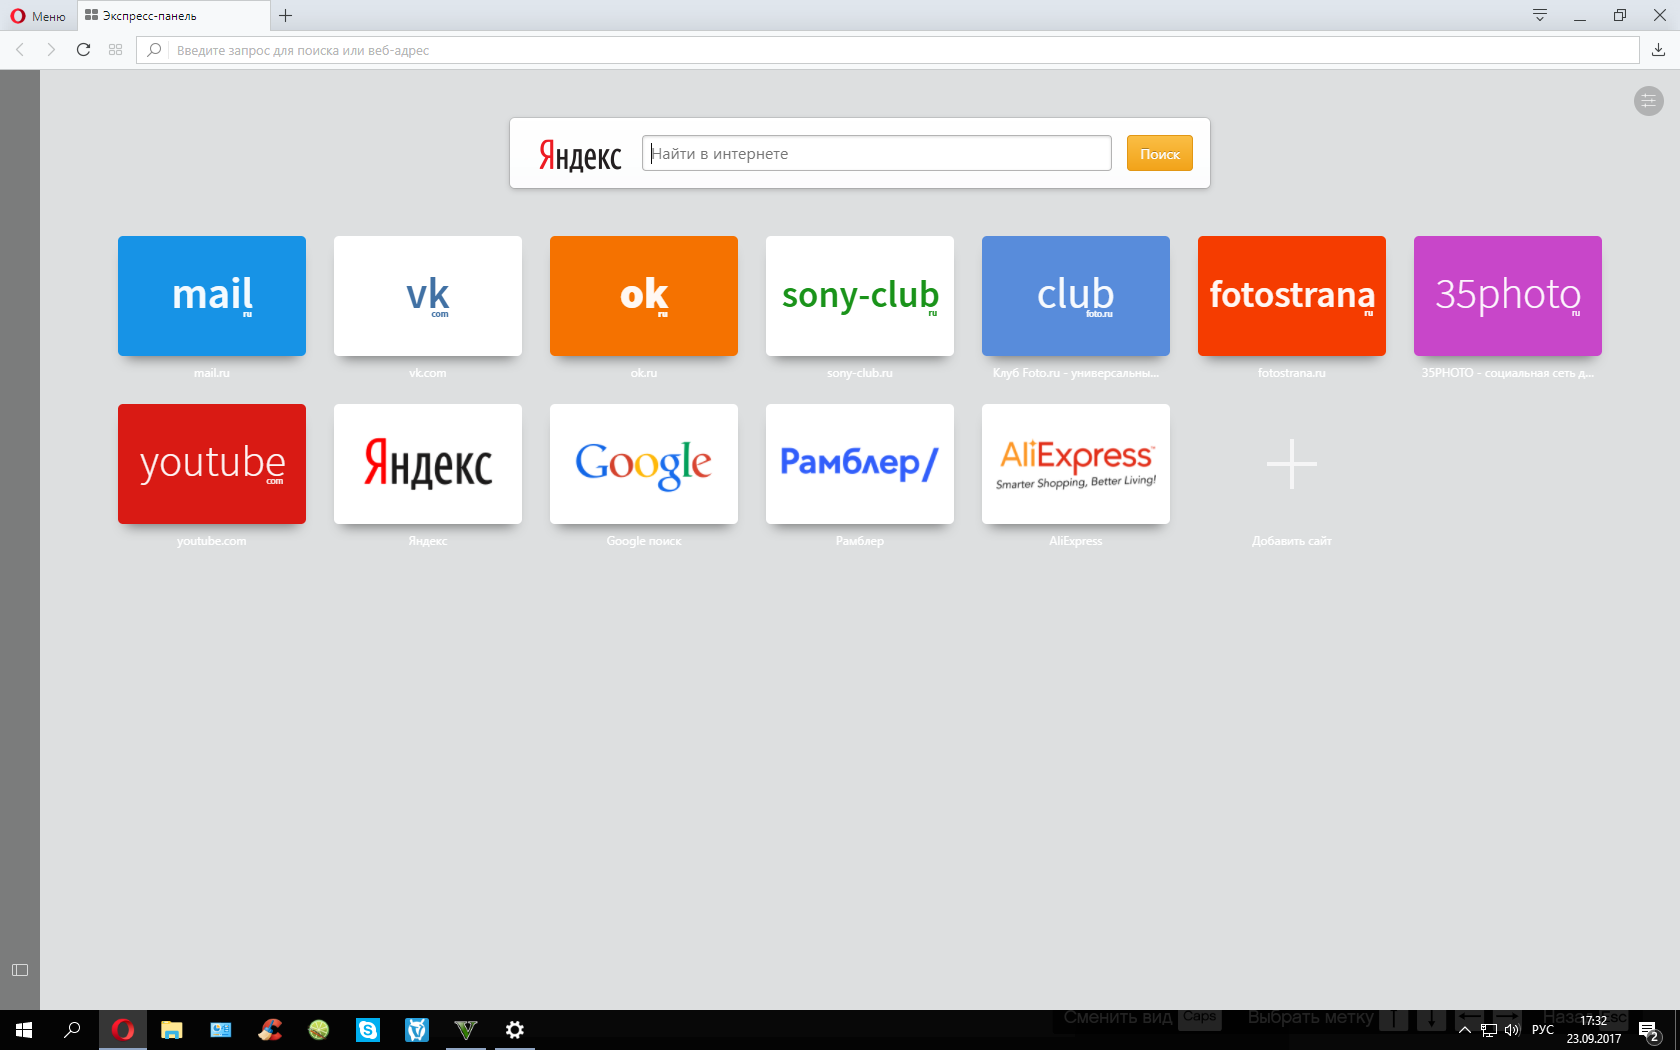 Меню
Экспресс-панель
Введите запрос для поиска или веб-адрес
Яндекс
Найти в интернете
Поиск
mail
ru
vk
com
ok
ru
sony-club
ru
club
foto.ru
fotostrana
ru
35photo
ru
mail.ru
vk.com
ok.ru
sony-club.ru
Клуб Foto.ru - универсальны...
fotostrana.ru
35PHOTO - социальная сеть д...
youtube
com
Яндекс
Google
Рамблер/
AliExpress™
Smarter Shopping, Better Living!
youtube.com
Яндекс
Google поиск
Рамблер
AliExpress
Добавить сайт
Сменить вид Caps Выбрать метку
РУС
17:32
23.09.2017
2